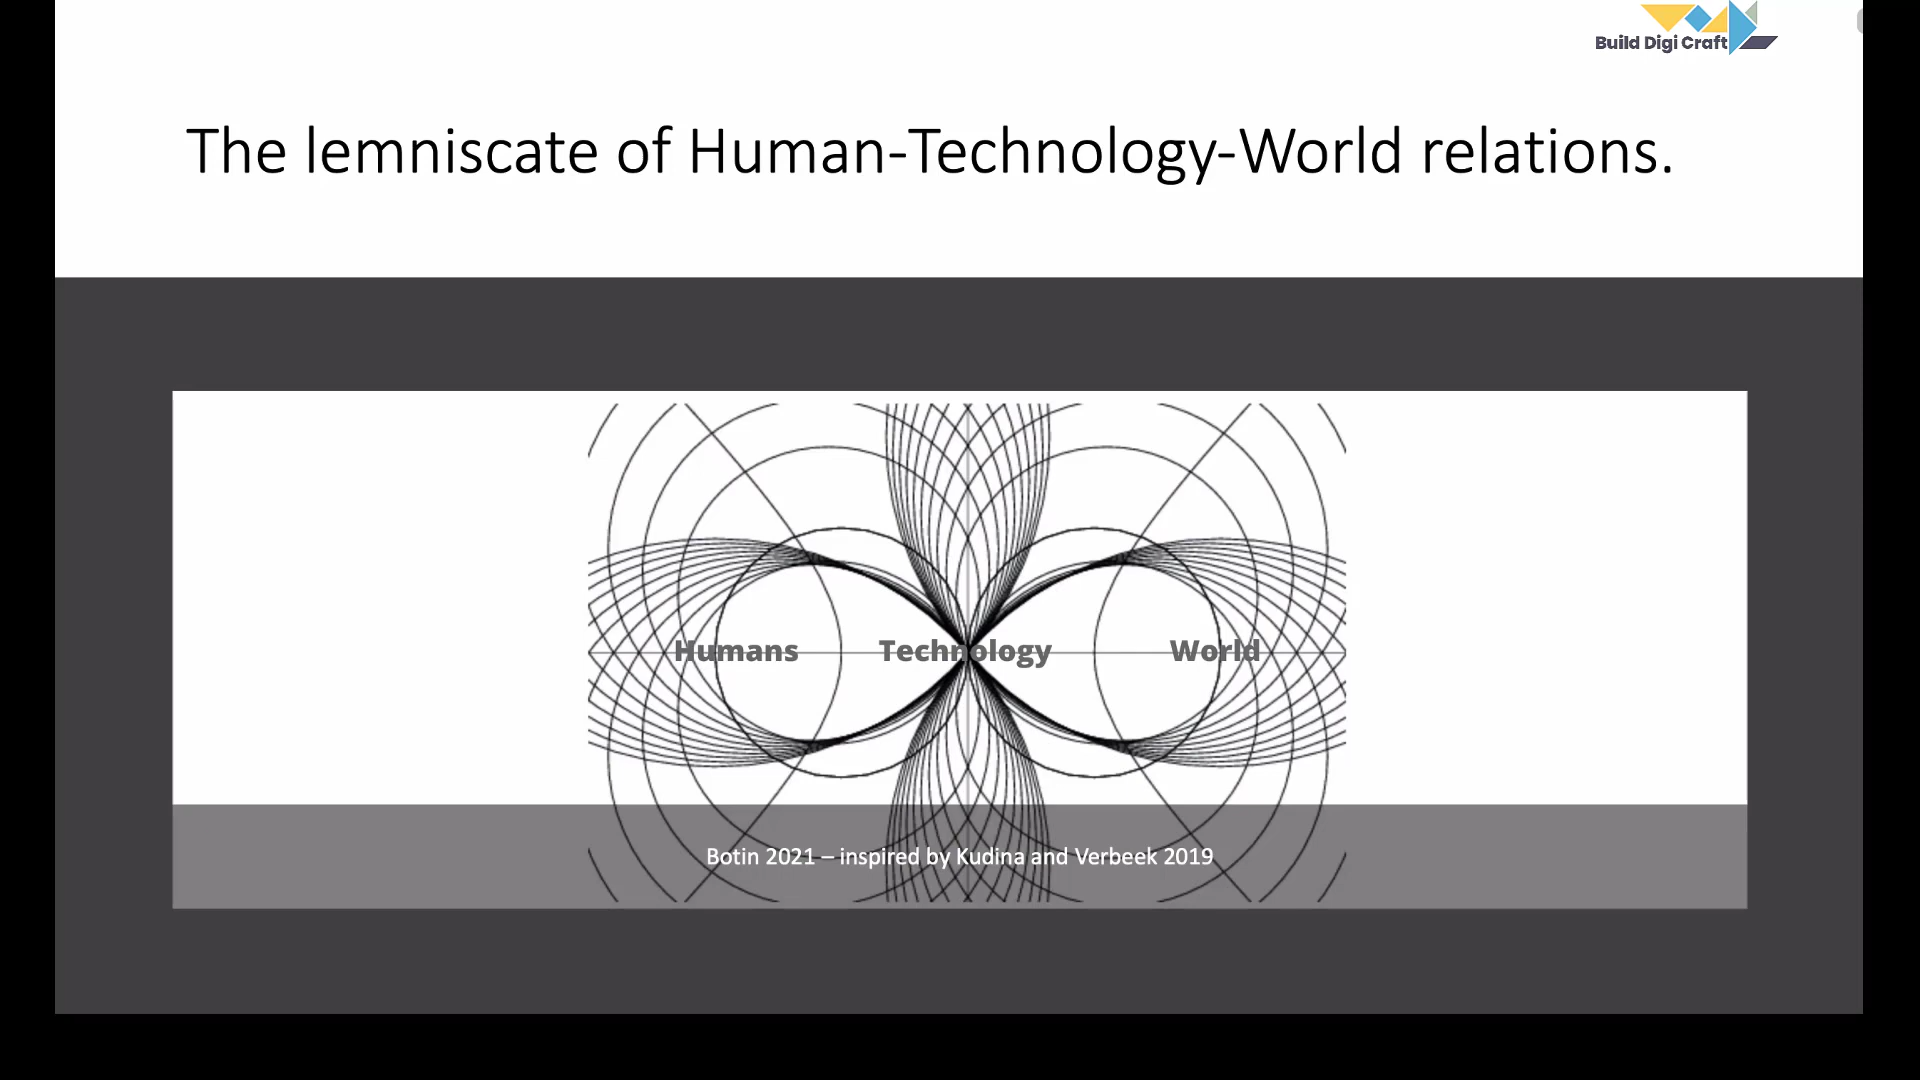 Build Digi Craft
The lemniscate of Human-Technology-World relations.
Humans Technology World
Botin 2021 – inspired by Kudina and Verbeek 2019